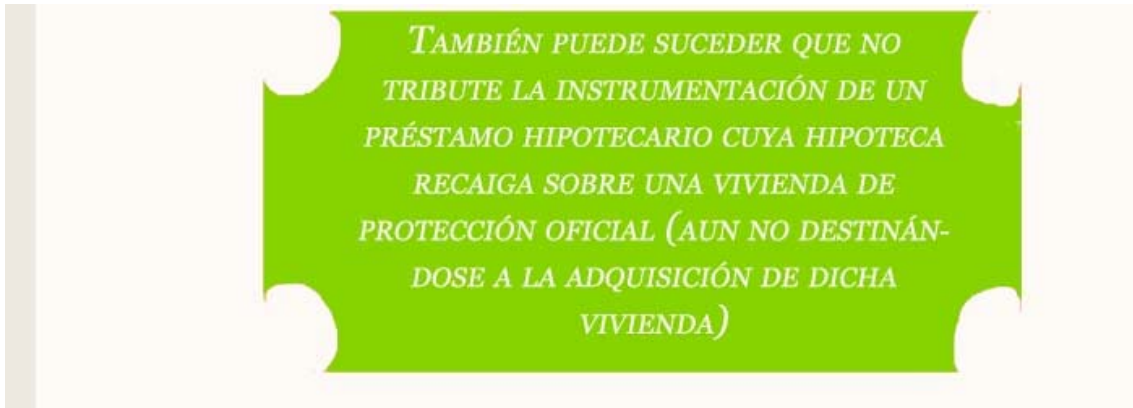 TAMBIÉN PUEDE SUCEDER QUE NO
TRIBUTE LA INSTRUMENTACIÓN DE UN
PRÉSTAMO HIPOTECARIO CUYA HIPOTECA
RECAIGA SOBRE UNA VIVIENDA DE
PROTECCIÓN OFICIAL (AUN NO DESTINÁN-
DOSE A LA ADQUISICIÓN DE DICHA
VIVIENDA)